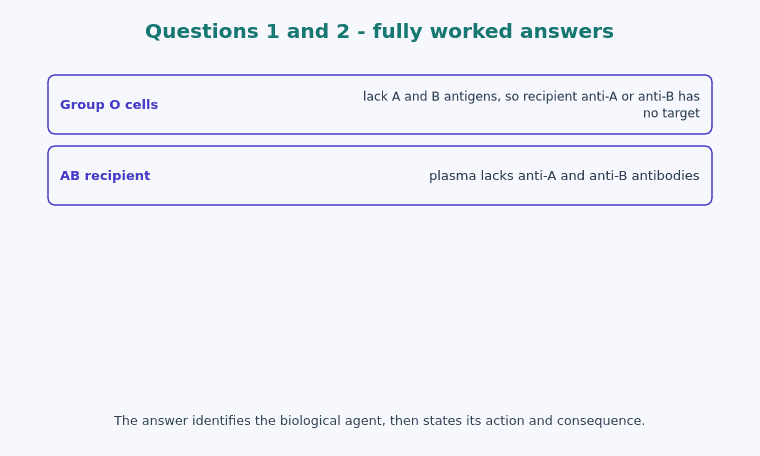 Questions 1 and 2 - fully worked answers
Group O cells
lack A and B antigens, so recipient anti-A or anti-B has
no target
AB recipient
plasma lacks anti-A and anti-B antibodies
The answer identifies the biological agent, then states its action and consequence.